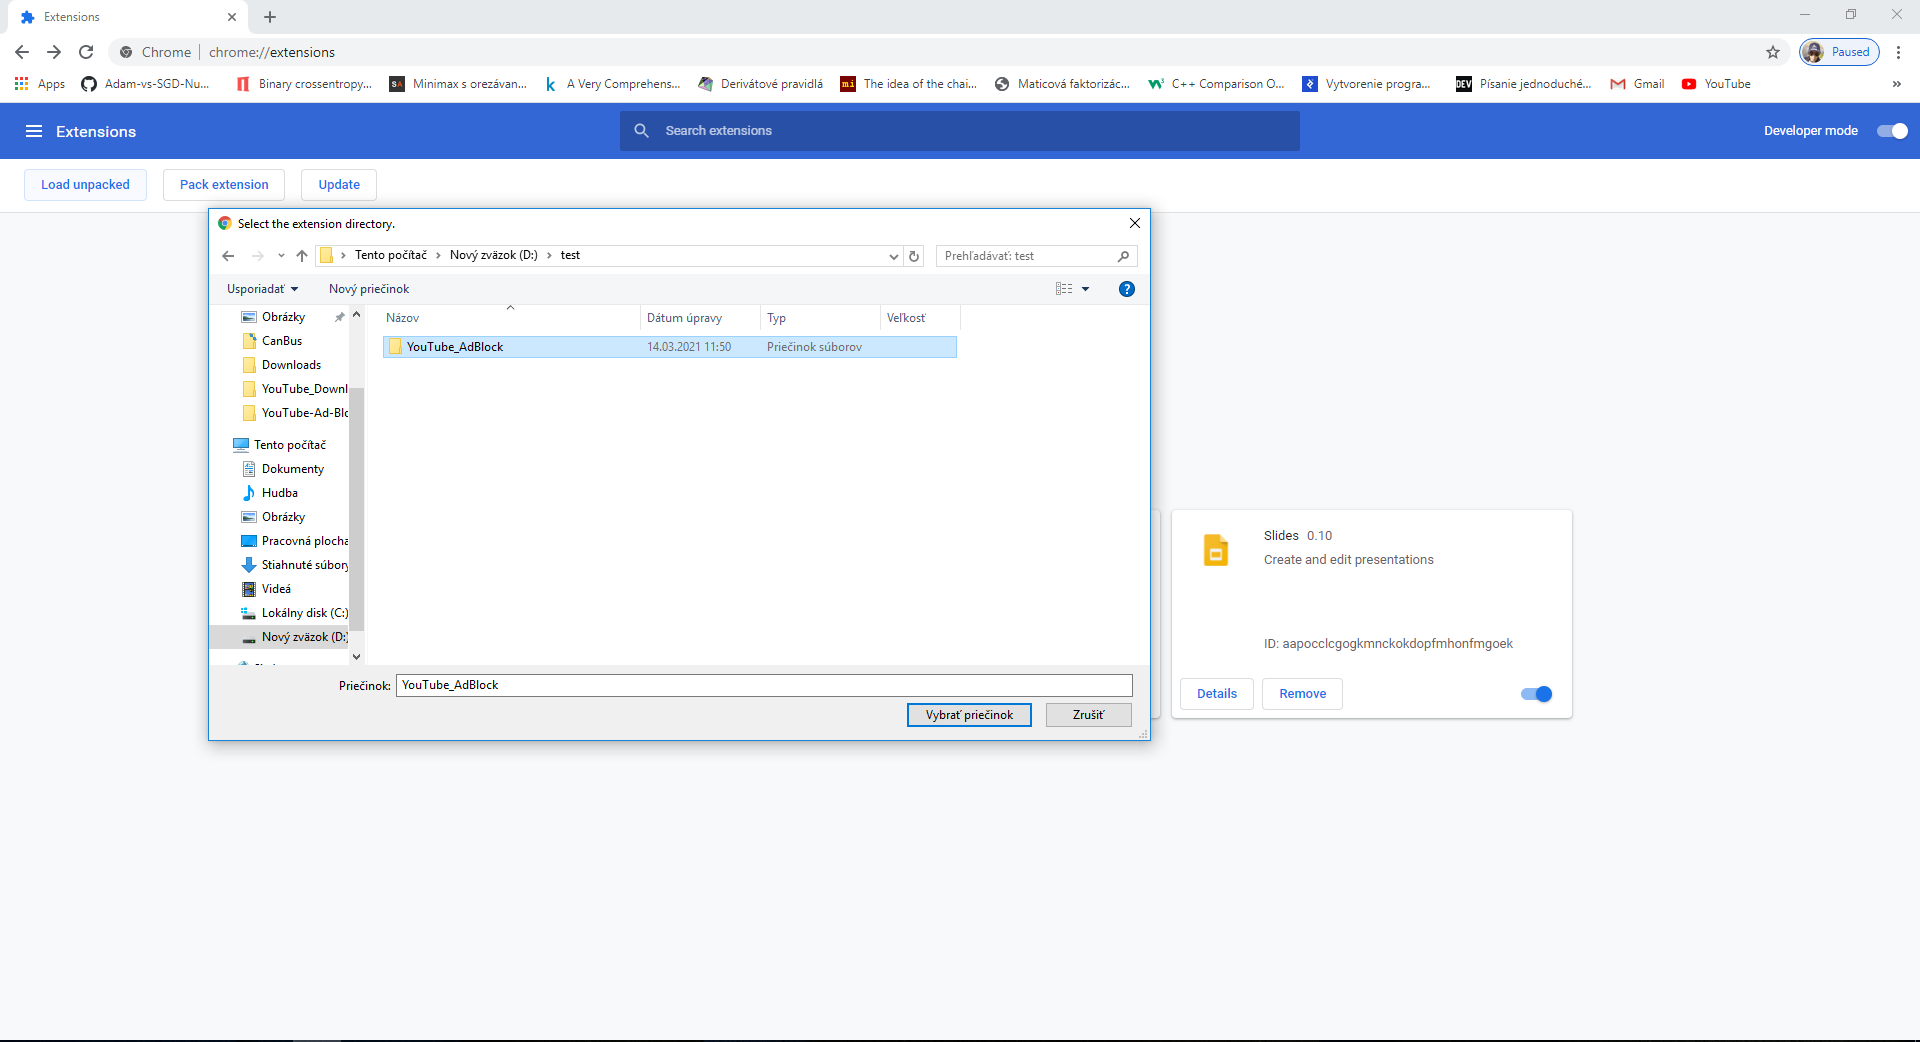 Extensions
Chrome
chrome://extensions
Paused
Apps
Adam-vs-SGD-Nu...
Binary crossentropy...
SA
Minimax s orezávan...
k
A Very Comprehens...
Derivátové pravidlá
mi
The idea of the chai...
Maticová faktorizác...
C++ Comparison O...
Vytvorenie progra...
DEV
Písanie jednoduché...
Gmail
YouTube
Extensions
Search extensions
Developer mode
Load unpacked
Pack extension
Update
Select the extension directory.
Tento počítač
Nový zväzok (D:)
test
Prehľadávať: test
Usporiadať
Nový priečinok
?
Názov
Dátum úpravy
Typ
Veľkosť
YouTube_AdBlock
14.03.2021 11:50
Priečinok súborov
Obrázky
CanBus
Downloads
YouTube_Downl
YouTube-Ad-Blo
Tento počítač
Dokumenty
Hudba
Obrázky
Pracovná plocha
Stiahnuté súbory
Videá
Lokálny disk (C:)
Nový zväzok (D:)
Priečinok:
YouTube_AdBlock
Vybrať priečinok
Zrušiť
Slides 0.10
Create and edit presentations
ID: aapocclcgogkmnckokdopfmhonfmgoek
Details
Remove